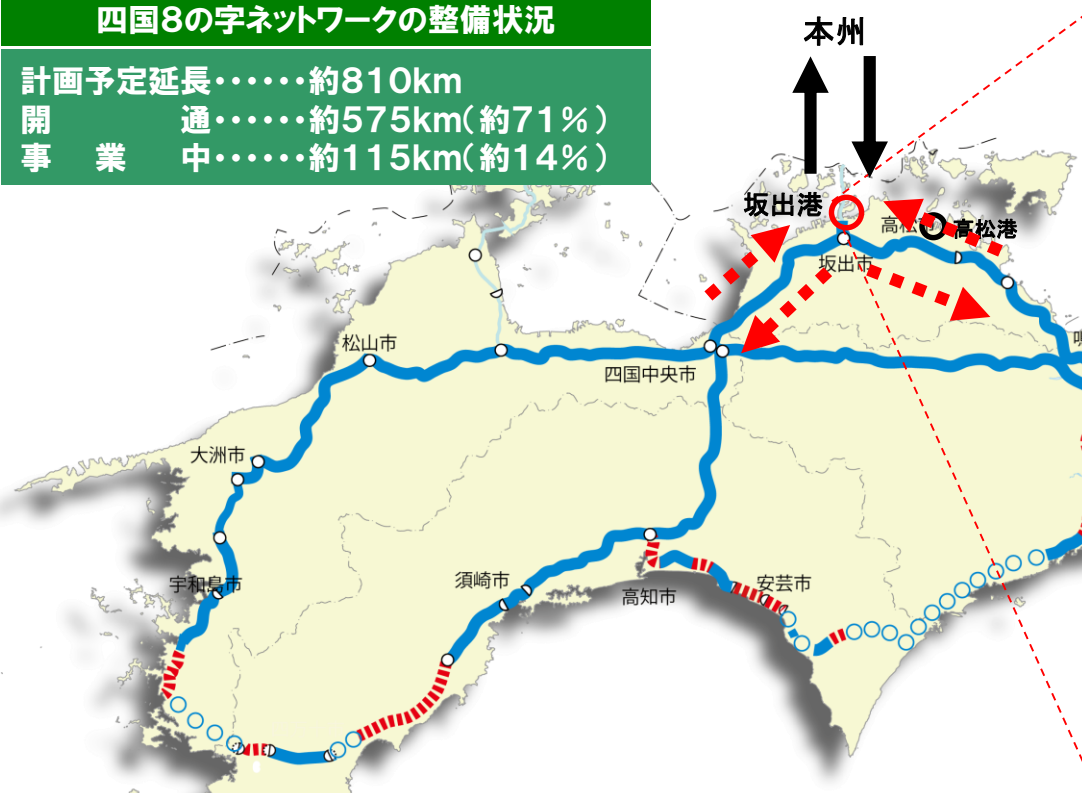 四国8の字ネットワークの整備状況
計画予定延長‥‥‥約810km
開　　　　通‥‥‥約575km(約71%)
事　業　中‥‥‥約115km(約14%)
本州
坂出港
高松市
高松港
坂出市
松山市
四国中央市
大洲市
宇和島市
須崎市
高知市
安芸市